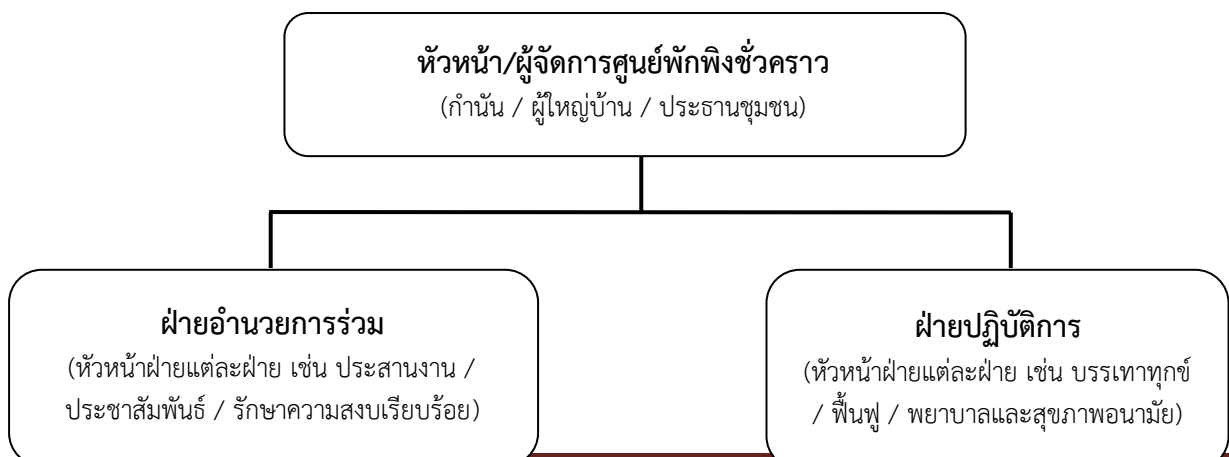 หัวหน้า/ผู้จัดการศูนย์พักพิงชั่วคราว
(กำนัน / ผู้ใหญ่บ้าน / ประธานชุมชน)
ฝ่ายอำนวยการร่วม
(หัวหน้าฝ่ายแต่ละฝ่าย เช่น ประสานงาน /
ประชาสัมพันธ์ / รักษาความสงบเรียบร้อย)
ฝ่ายปฏิบัติการ
(หัวหน้าฝ่ายแต่ละฝ่าย เช่น บรรเทาทุกข์
/ ฟื้นฟู / พยาบาลและสุขภาพอนามัย)